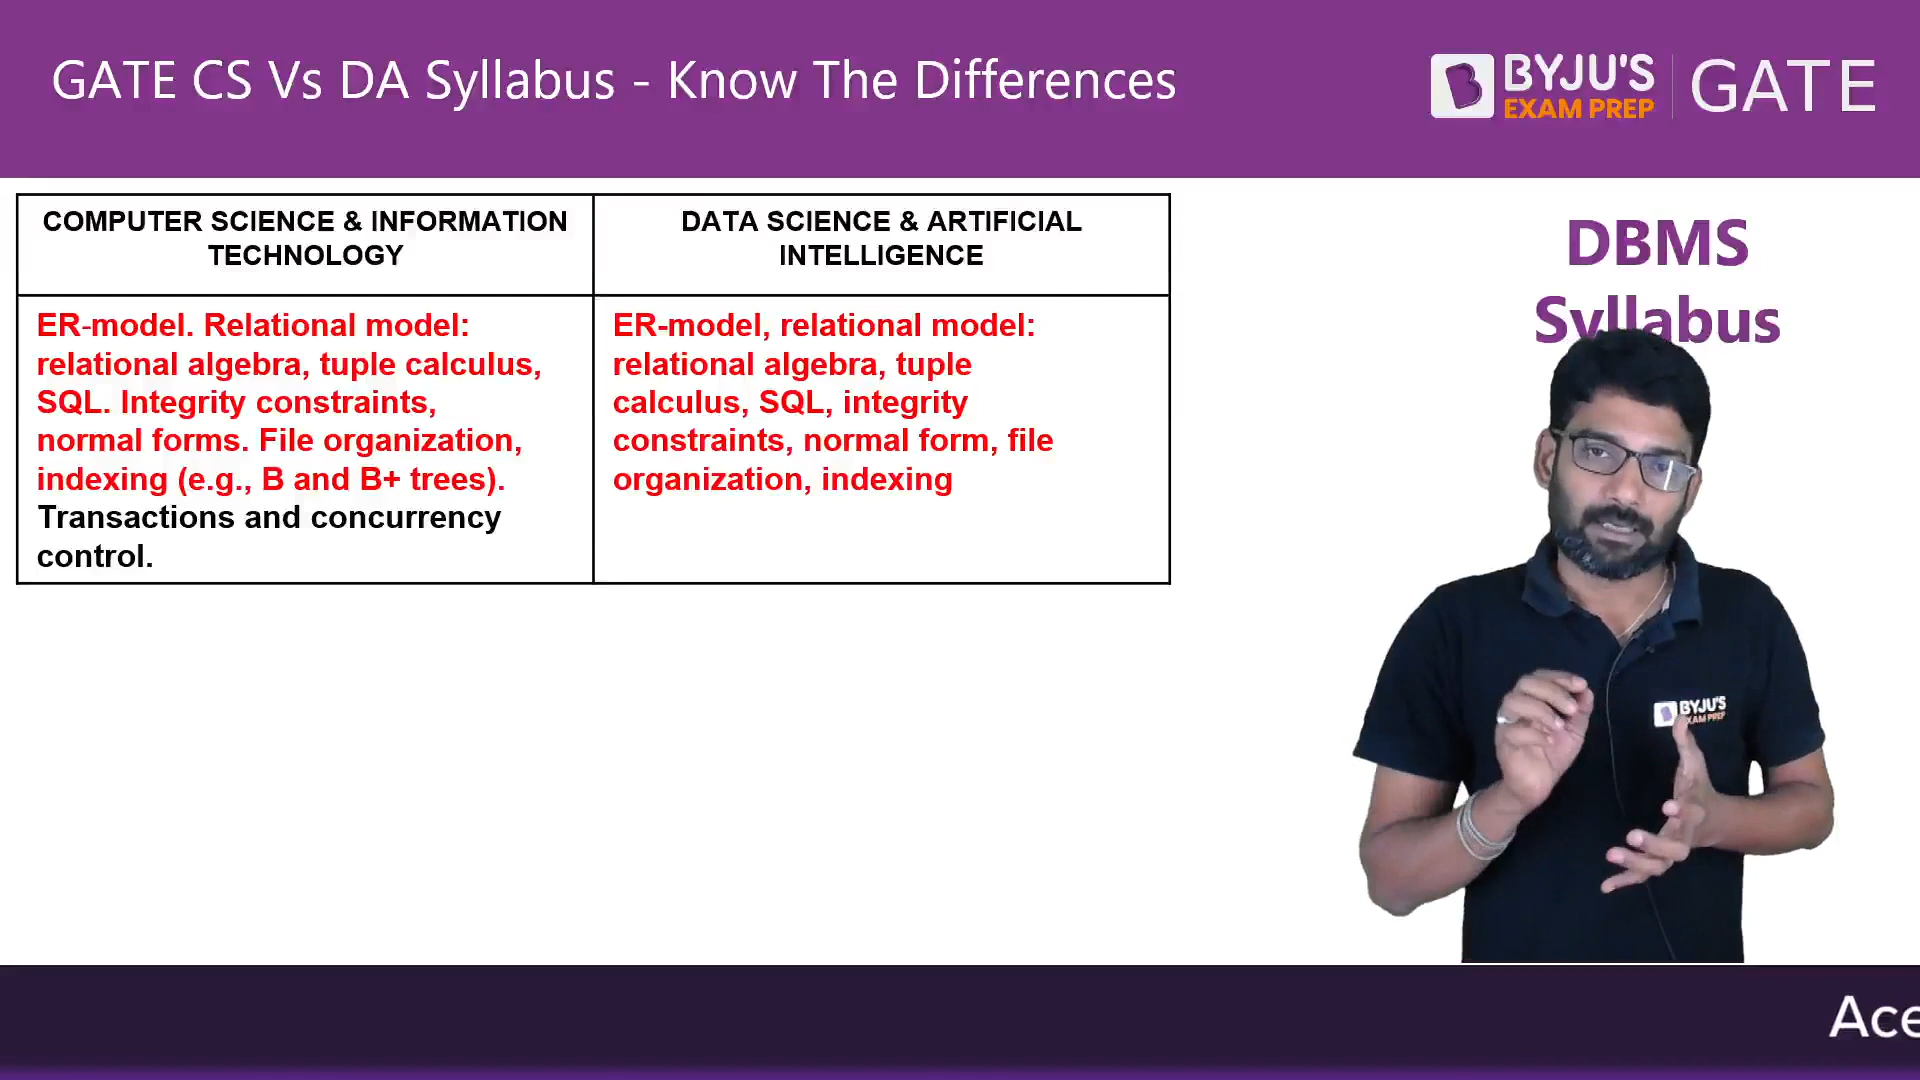 GATE CS Vs DA Syllabus - Know The Differences
BYJU'S
EXAM PREP
GATE
COMPUTER SCIENCE & INFORMATION
TECHNOLOGY
DATA SCIENCE & ARTIFICIAL
INTELLIGENCE
ER-model. Relational model:
relational algebra, tuple calculus,
SQL. Integrity constraints,
normal forms. File organization,
indexing (e.g., B and B+ trees).
Transactions and concurrency
control.
ER-model, relational model:
relational algebra, tuple
calculus, SQL, integrity
constraints, normal form, file
organization, indexing
DBMS
Syllabus
BYJU'S
EXAM PREP
Ace